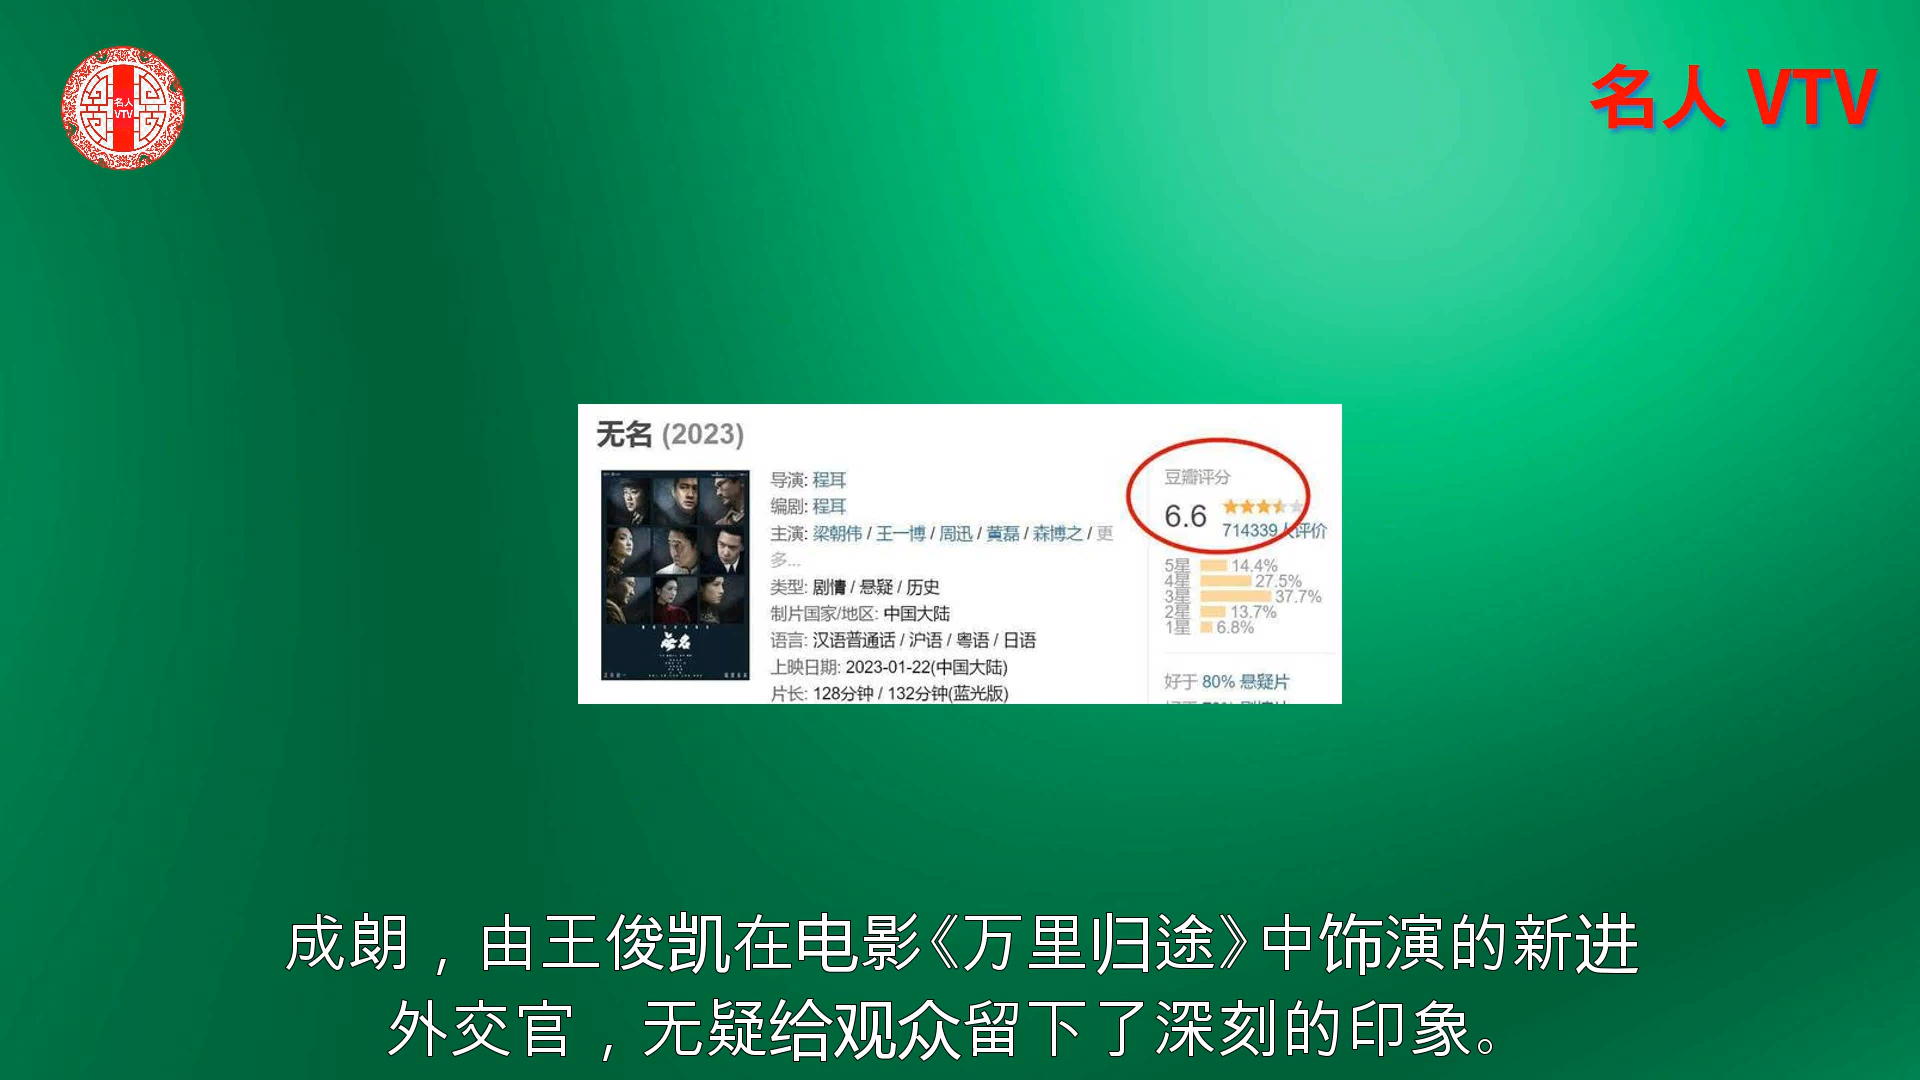 名人
VTV
名人 VTV
无名 (2023)
导演: 程耳
编剧: 程耳
主演: 梁朝伟 / 王一博 / 周迅 / 黄磊 / 森博之 / 更
多...
类型: 剧情 / 悬疑 / 历史
制片国家/地区: 中国大陆
语言: 汉语普通话 / 沪语 / 粤语 / 日语
上映日期: 2023-01-22(中国大陆)
片长: 128分钟 / 132分钟(蓝光版)
無名
豆瓣评分
6.6
714339人评价
5星 14.4%
4星 27.5%
3星 37.7%
2星 13.7%
1星 6.8%
好于 80% 悬疑片
成朗，由王俊凯在电影《万里归途》中饰演的新进
外交官，无疑给观众留下了深刻的印象。